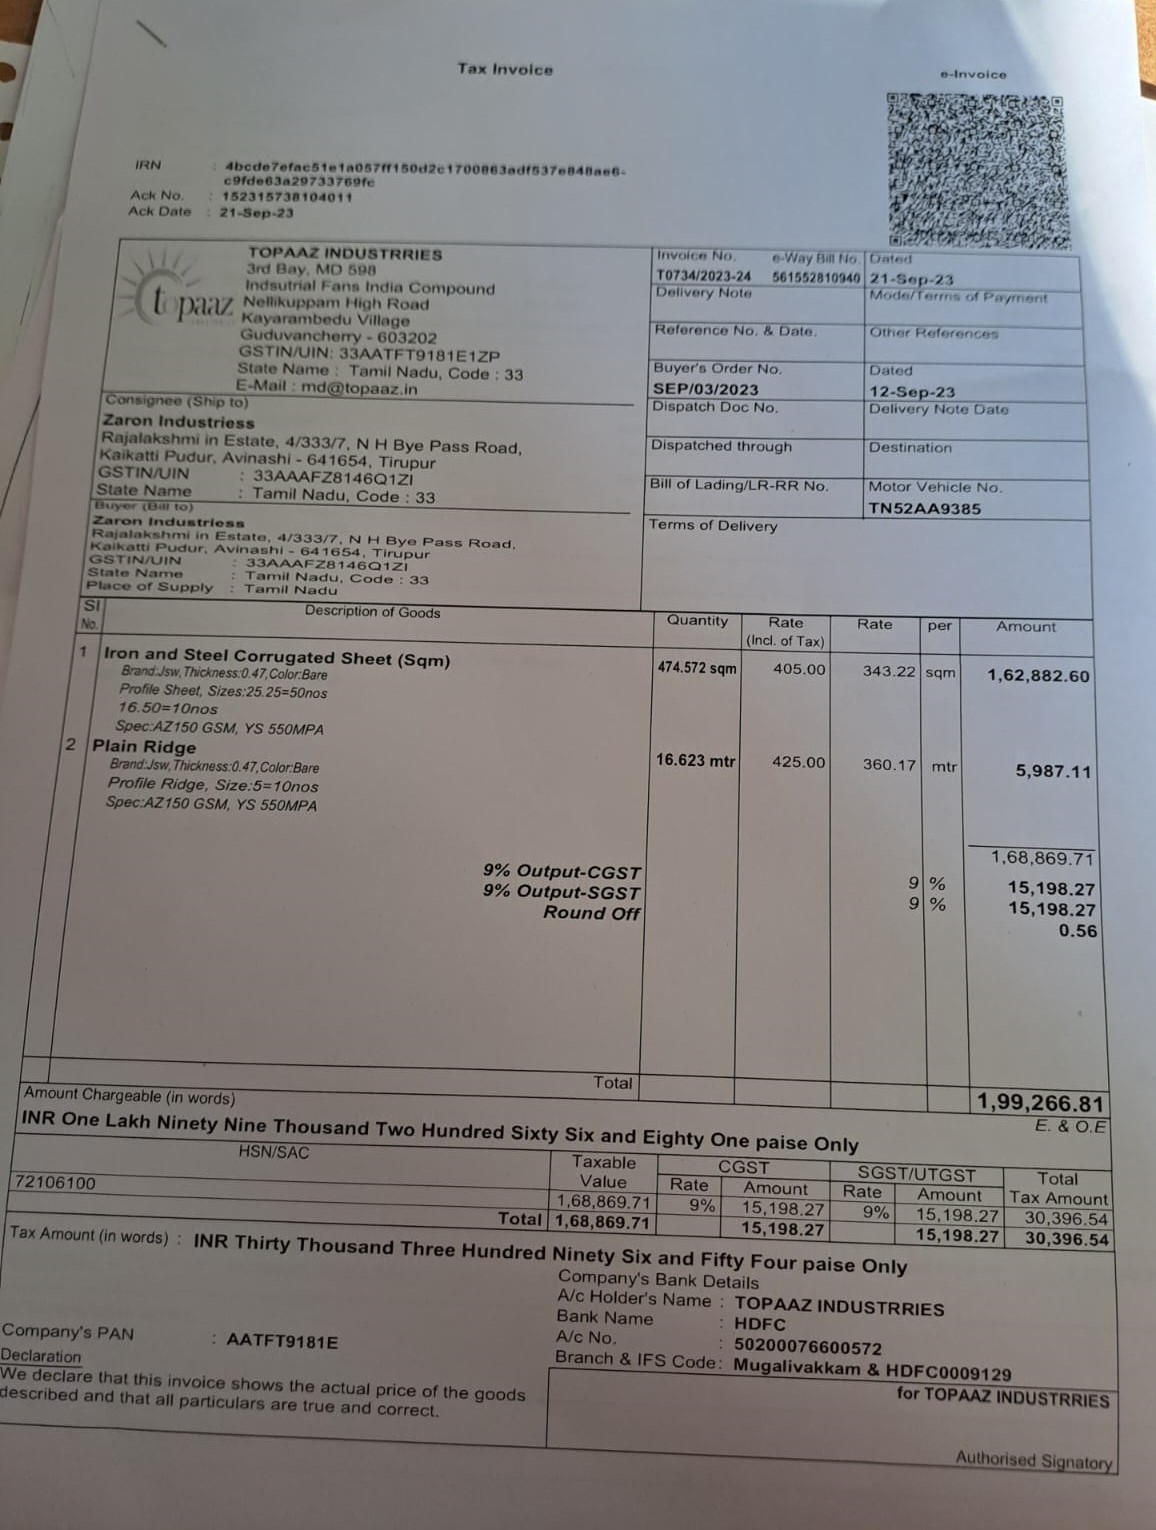 Tax Invoice
e-Invoice
IRN : 4bcde7efac51e1a057ff150d2c1700863adf537e848ae6-
c9fde63a29733769fc
Ack No. : 152315738104011
Ack Date : 21-Sep-23
topaaz
TOPAAZ INDUSTRRIES
3rd Bay, MD 598
Indsutrial Fans India Compound
Nellikuppam High Road
Kayarambedu Village
Guduvancherry - 603202
GSTIN/UIN: 33AATFT9181E1ZP
State Name : Tamil Nadu, Code : 33
E-Mail : md@topaaz.in
Invoice No. e-Way Bill No. Dated
T0734/2023-24 561552810940 21-Sep-23
Delivery Note Mode/Terms of Payment
Reference No. & Date. Other References
Buyer's Order No. Dated
SEP/03/2023 12-Sep-23
Dispatch Doc No. Delivery Note Date
Dispatched through Destination
Bill of Lading/LR-RR No. Motor Vehicle No.
TN52AA9385
Terms of Delivery
Consignee (Ship to)
Zaron Industriess
Rajalakshmi in Estate, 4/333/7, N H Bye Pass Road,
Kaikatti Pudur, Avinashi - 641654, Tirupur
GSTIN/UIN : 33AAAFZ8146Q1ZI
State Name : Tamil Nadu, Code : 33
Buyer (Bill to)
Zaron Industriess
Rajalakshmi in Estate, 4/333/7, N H Bye Pass Road,
Kaikatti Pudur, Avinashi - 641654, Tirupur
GSTIN/UIN : 33AAAFZ8146Q1ZI
State Name : Tamil Nadu, Code : 33
Place of Supply : Tamil Nadu
Sl No. Description of Goods Quantity Rate (Incl. of Tax) Rate per Amount
1 Iron and Steel Corrugated Sheet (Sqm) 474.572 sqm 405.00 343.22 sqm 1,62,882.60
Brand:Jsw, Thickness:0.47,Color:Bare
Profile Sheet, Sizes:25.25=50nos
16.50=10nos
Spec:AZ150 GSM, YS 550MPA
2 Plain Ridge 16.623 mtr 425.00 360.17 mtr 5,987.11
Brand:Jsw, Thickness:0.47,Color:Bare
Profile Ridge, Size:5=10nos
Spec:AZ150 GSM, YS 550MPA
1,68,869.71
9% Output-CGST 9 % 15,198.27
9% Output-SGST 9 % 15,198.27
Round Off 0.56
Total 1,99,266.81
Amount Chargeable (in words) E. & O.E
INR One Lakh Ninety Nine Thousand Two Hundred Sixty Six and Eighty One paise Only
HSN/SAC Taxable Value CGST SGST/UTGST Total Tax Amount
Rate Amount Rate Amount
72106100 1,68,869.71 9% 15,198.27 9% 15,198.27 30,396.54
Total 1,68,869.71 15,198.27 15,198.27 30,396.54
Tax Amount (in words) : INR Thirty Thousand Three Hundred Ninety Six and Fifty Four paise Only
Company's Bank Details
A/c Holder's Name : TOPAAZ INDUSTRRIES
Bank Name : HDFC
A/c No. : 50200076600572
Branch & IFS Code: Mugalivakkam & HDFC0009129
Company's PAN : AATFT9181E
Declaration
We declare that this invoice shows the actual price of the goods
described and that all particulars are true and correct.
for TOPAAZ INDUSTRRIES
Authorised Signatory